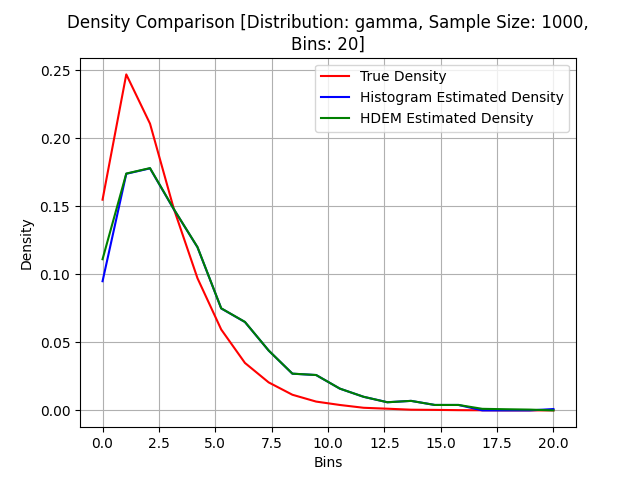 Density Comparison [Distribution: gamma, Sample Size: 1000,
Bins: 20]
True Density
Histogram Estimated Density
HDEM Estimated Density
Density
0.25
0.20
0.15
0.10
0.05
0.00
0.0 2.5 5.0 7.5 10.0 12.5 15.0 17.5 20.0
Bins